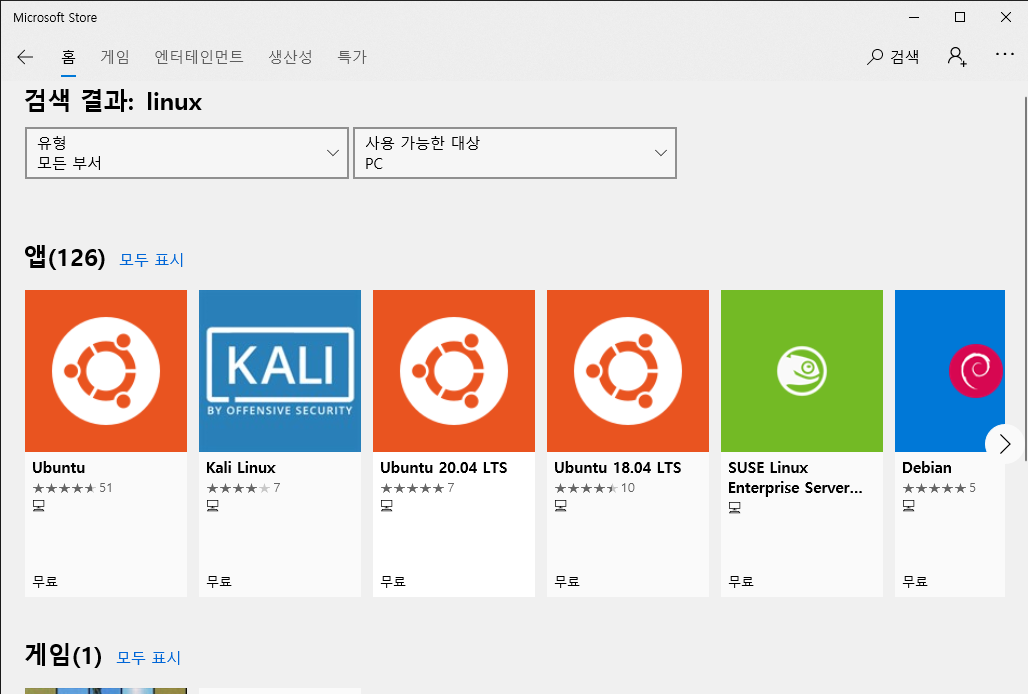 Microsoft Store
홈 게임 엔터테인먼트 생산성 특가 검색
검색 결과: linux
유형
모든 부서
사용 가능한 대상
PC
앱(126) 모두 표시
KALI
BY OFFENSIVE SECURITY
Ubuntu
51
무료
Kali Linux
7
무료
Ubuntu 20.04 LTS
7
무료
Ubuntu 18.04 LTS
10
무료
SUSE Linux
Enterprise Server...
무료
Debian
5
무료
게임(1) 모두 표시